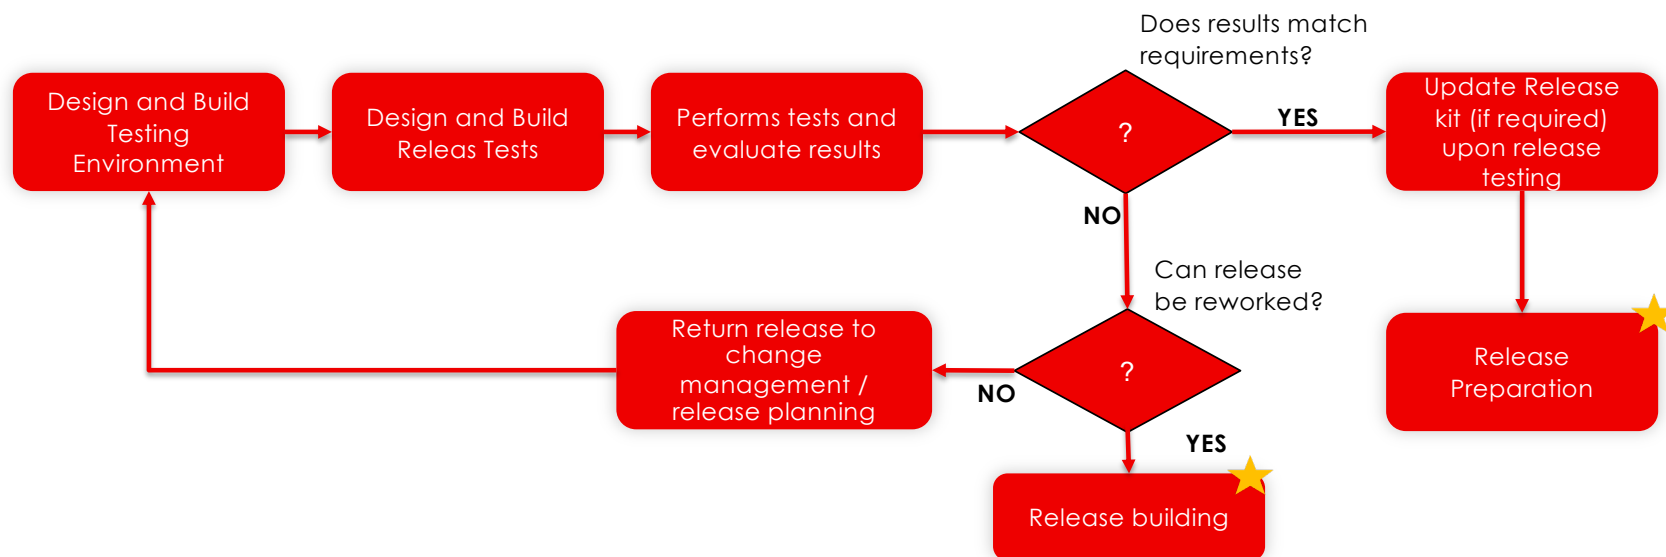 Does results match
requirements?
Design and Build
Testing
Environment
Design and Build
Releas Tests
Performs tests and
evaluate results
?
YES
Update Release
kit (if required)
upon release
testing
NO
Can release
be reworked?
Return release to
change
management /
release planning
NO
?
YES
Release
Preparation
Release building